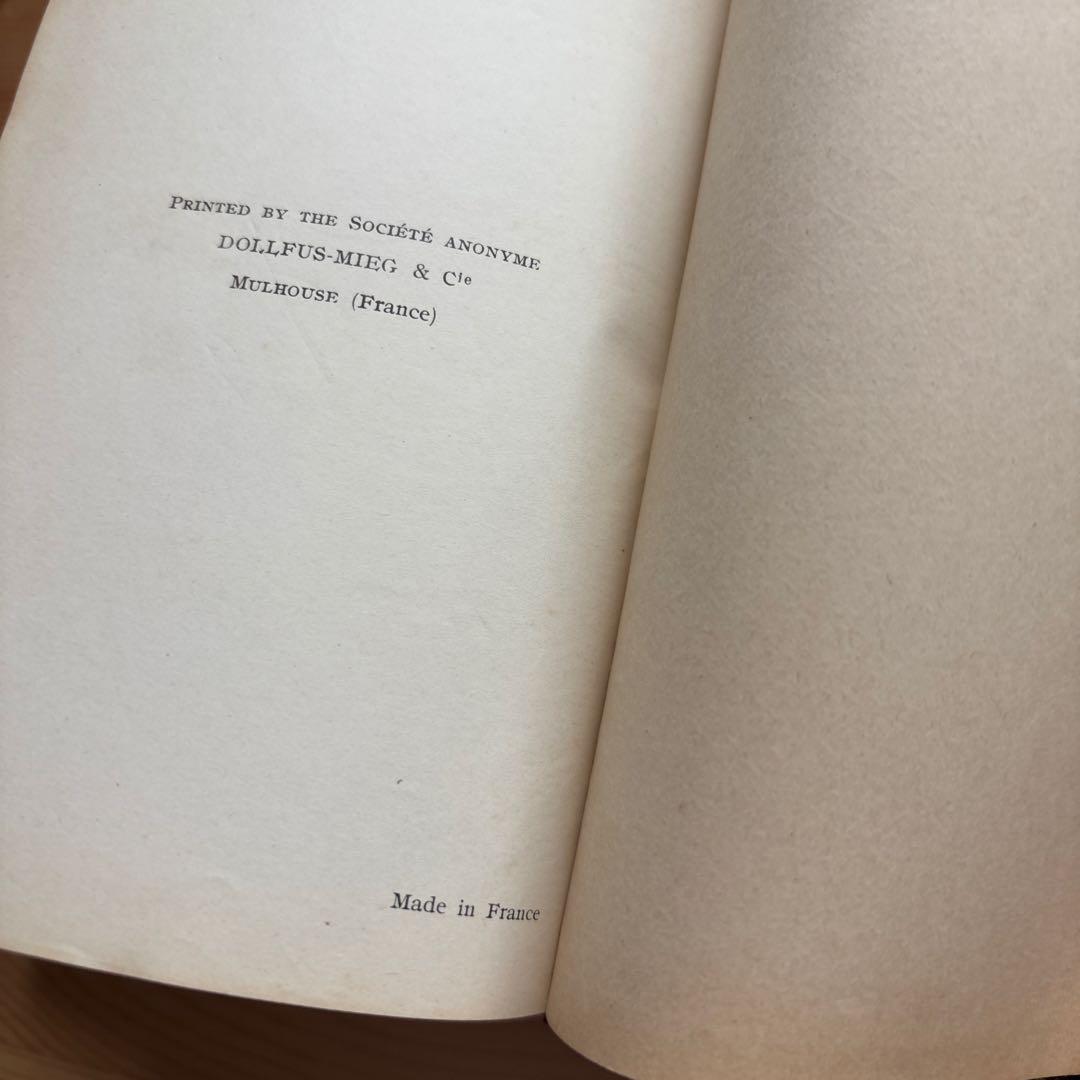 Printed by the Société anonyme
DOLLFUS-MIEG & Cie
Mulhouse (France)
Made in France